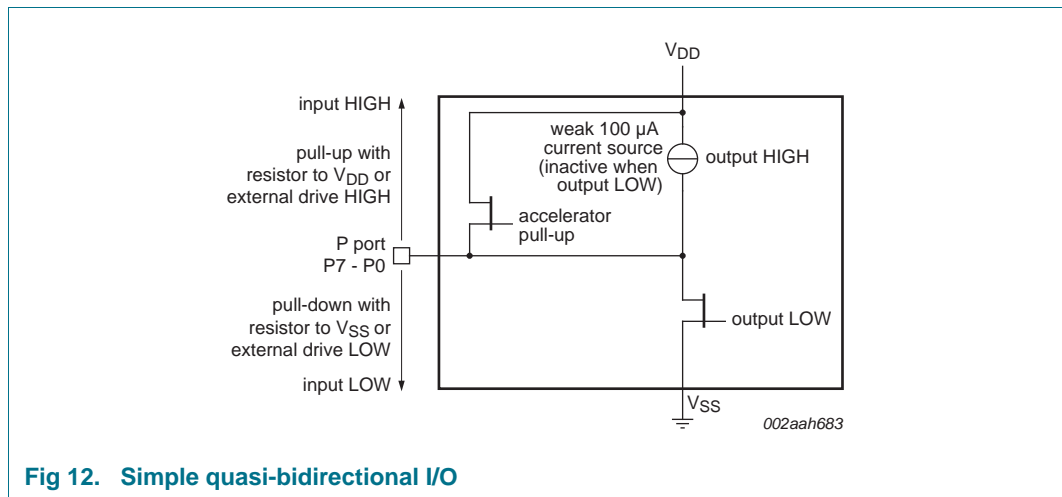 VDD
input HIGH
pull-up with
resistor to VDD or
external drive HIGH
weak 100 µA
current source
(inactive when
output LOW)
output HIGH
accelerator
pull-up
P port
P7 - P0
pull-down with
resistor to VSS or
external drive LOW
input LOW
output LOW
VSS
002aah683
Fig 12. Simple quasi-bidirectional I/O